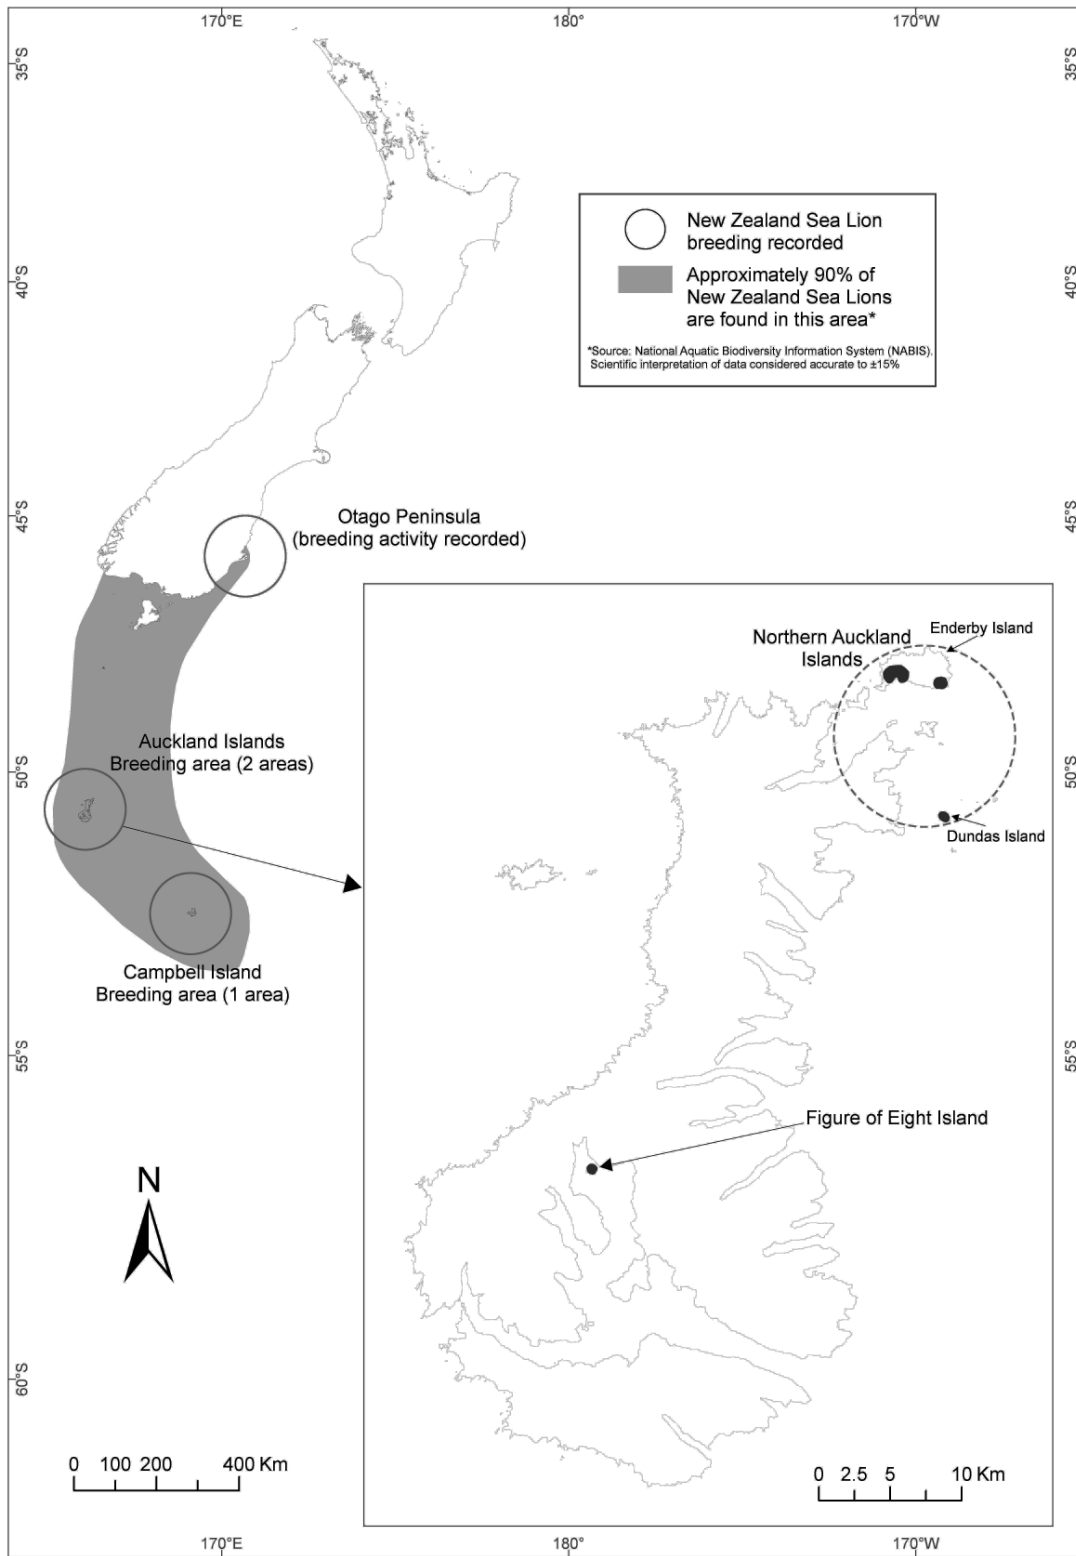 170°E
180°
170°W
35°S
35°S
New Zealand Sea Lion
breeding recorded
Approximately 90% of
New Zealand Sea Lions
are found in this area*
*Source: National Aquatic Biodiversity Information System (NABIS).
Scientific interpretation of data considered accurate to ±15%
40°S
40°S
45°S
45°S
Otago Peninsula
(breeding activity recorded)
Northern Auckland
Islands
Enderby Island
Auckland Islands
Breeding area (2 areas)
50°S
50°S
Dundas Island
Campbell Island
Breeding area (1 area)
55°S
55°S
Figure of Eight Island
N
60°S
60°S
0 100 200 400 Km
0 2.5 5 10 Km
170°E
180°
170°W